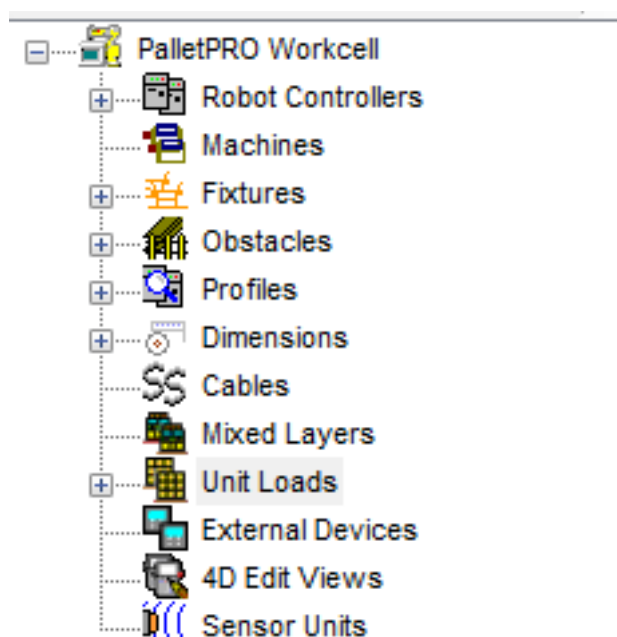 PalletPRO Workcell
Robot Controllers
Machines
Fixtures
Obstacles
Profiles
Dimensions
Cables
Mixed Layers
Unit Loads
External Devices
4D Edit Views
Sensor Units